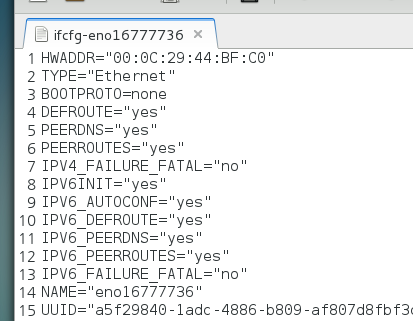 ifcfg-eno16777736
1 HWADDR="00:0C:29:44:BF:C0"
2 TYPE="Ethernet"
3 BOOTPROTO=none
4 DEFROUTE="yes"
5 PEERDNS="yes"
6 PEERROUTES="yes"
7 IPV4_FAILURE_FATAL="no"
8 IPV6INIT="yes"
9 IPV6_AUTOCONF="yes"
10 IPV6_DEFROUTE="yes"
11 IPV6_PEERDNS="yes"
12 IPV6_PEERROUTES="yes"
13 IPV6_FAILURE_FATAL="no"
14 NAME="eno16777736"
15 UUID="a5f29840-1adc-4886-b809-af807d8fbf3